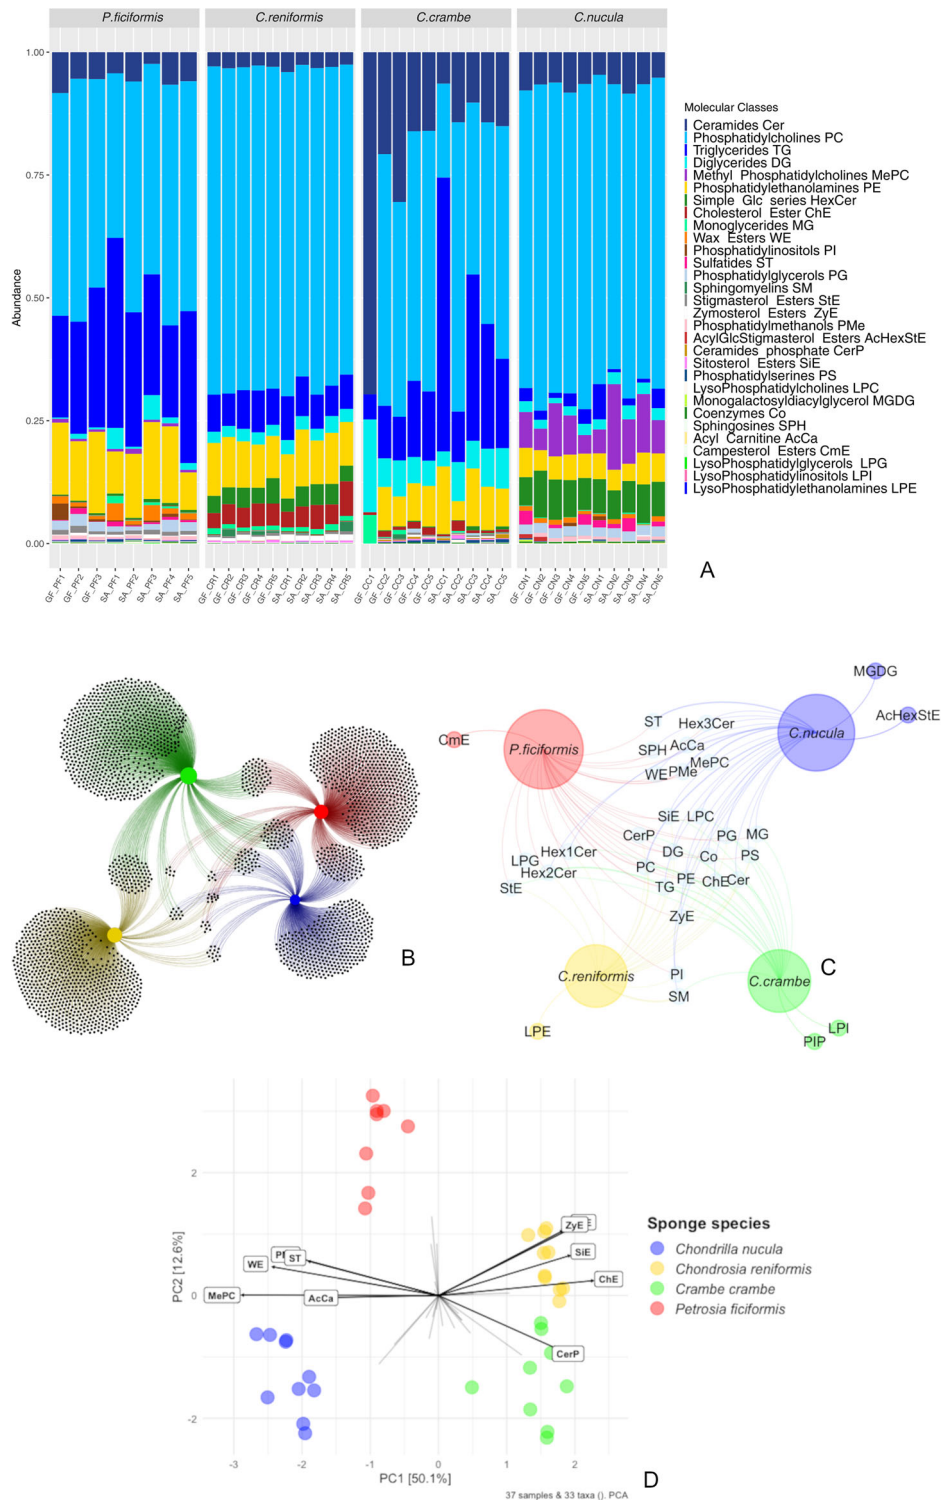 P.ficiformis C.reniformis C.crambe C.nucula
1.00
0.75
0.50
0.25
0.00
Abundance
GF_PF1 GF_PF2 GF_PF3 SA_PF1 SA_PF2 SA_PF3 SA_PF4 SA_PF5
GF_CR1 GF_CR2 GF_CR3 GF_CR4 GF_CR5 SA_CR1 SA_CR2 SA_CR3 SA_CR4 SA_CR5
GF_CC1 GF_CC2 GF_CC3 GF_CC4 GF_CC5 SA_CC1 SA_CC2 SA_CC3 SA_CC4 SA_CC5
GF_CN1 GF_CN2 GF_CN3 GF_CN4 GF_CN5 SA_CN1 SA_CN2 SA_CN3 SA_CN4 SA_CN5
Molecular Classes
Ceramides Cer
Phosphatidylcholines PC
Triglycerides TG
Diglycerides DG
Methyl Phosphatidylcholines MePC
Phosphatidylethanolamines PE
Simple Glc series HexCer
Cholesterol Ester ChE
Monoglycerides MG
Wax Esters WE
Phosphatidylinositols PI
Sulfatides ST
Phosphatidylglycerols PG
Sphingomyelins SM
Stigmasterol Esters StE
Zymosterol Esters ZyE
Phosphatidylmethanols PMe
AcylGlcStigmasterol Esters AcHexStE
Ceramides phosphate CerP
Sitosterol Esters SiE
Phosphatidylserines PS
LysoPhosphatidylcholines LPC
Monogalactosyldiacylglycerol MGDG
Coenzymes Co
Sphingosines SPH
Acyl Carnitine AcCa
Campesterol Esters CmE
LysoPhosphatidylglycerols LPG
LysoPhosphatidylinositols LPI
LysoPhosphatidylethanolamines LPE
A
B
MGDG
AcHexStE
CmE
P.ficiformis
C.nucula
ST Hex3Cer
SPH AcCa
MePC
WE PMe
SiE LPC
CerP PG MG
Hex1Cer DG Co PS
LPG
Hex2Cer PC
PE ChE Cer
StE TG
ZyE
PI
C.reniformis
C.crambe
SM
C
LPE
LPI
PIP
2
0
-2
PC2 [12.6%]
ZyE
SiE
ChE
ST
WE
MePC
AcCa
CerP
-3 -2 -1 0 1 2
PC1 [50.1%]
Sponge species
Chondrilla nucula
Chondrosia reniformis
Crambe crambe
Petrosia ficiformis
D
37 samples & 33 taxa (). PCA